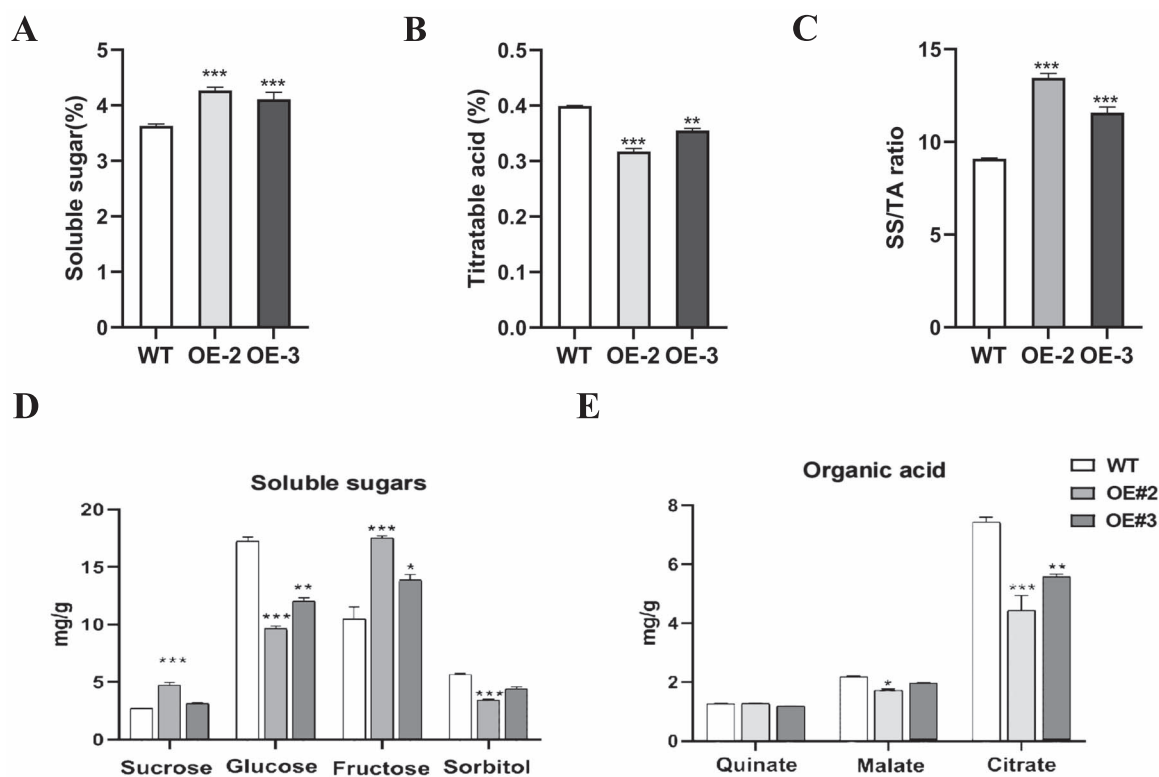 A
Soluble sugar(%)
5
4
3
2
1
0
***
***
WT OE-2 OE-3
B
Titratable acid (%)
0.5
0.4
0.3
0.2
0.1
0.0
***
**
WT OE-2 OE-3
C
SS/TA ratio
15
10
5
0
***
***
WT OE-2 OE-3
D
Soluble sugars
mg/g
20
15
10
5
0
***
***
**
***
*
***
Sucrose Glucose Fructose Sorbitol
E
Organic acid
mg/g
8
6
4
2
0
*
***
**
Quinate Malate Citrate
WT
OE#2
OE#3